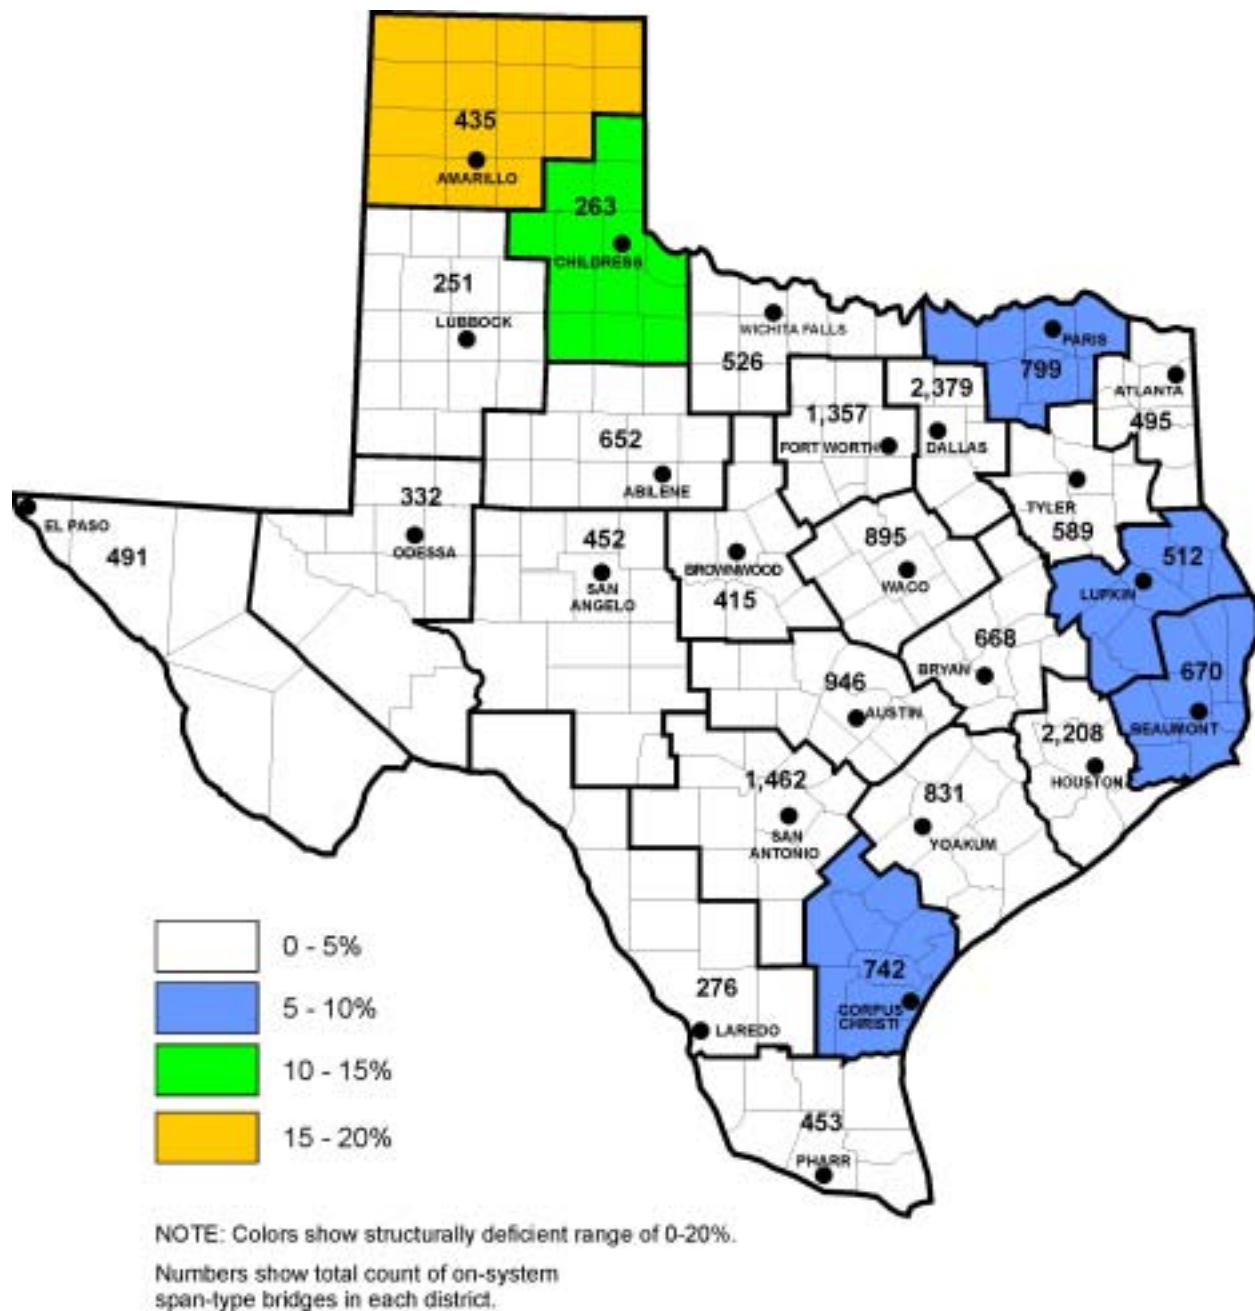 435
AMARILLO
263
CHILDRESS
251
LUBBOCK
WICHITA FALLS
526
PARIS
799
2,379
DALLAS
1,357
FORT WORTH
ATLANTA
495
652
ABILENE
TYLER
589
332
ODESSA
EL PASO
491
452
SAN
ANGELO
BROWNWOOD
415
895
WACO
512
LUFKIN
668
BRYAN
670
BEAUMONT
946
AUSTIN
2,208
HOUSTON
1,462
SAN
ANTONIO
831
YOAKUM
742
CORPUS
CHRISTI
276
LAREDO
453
PHARR
0 - 5%
5 - 10%
10 - 15%
15 - 20%
NOTE: Colors show structurally deficient range of 0-20%.
Numbers show total count of on-system
span-type bridges in each district.